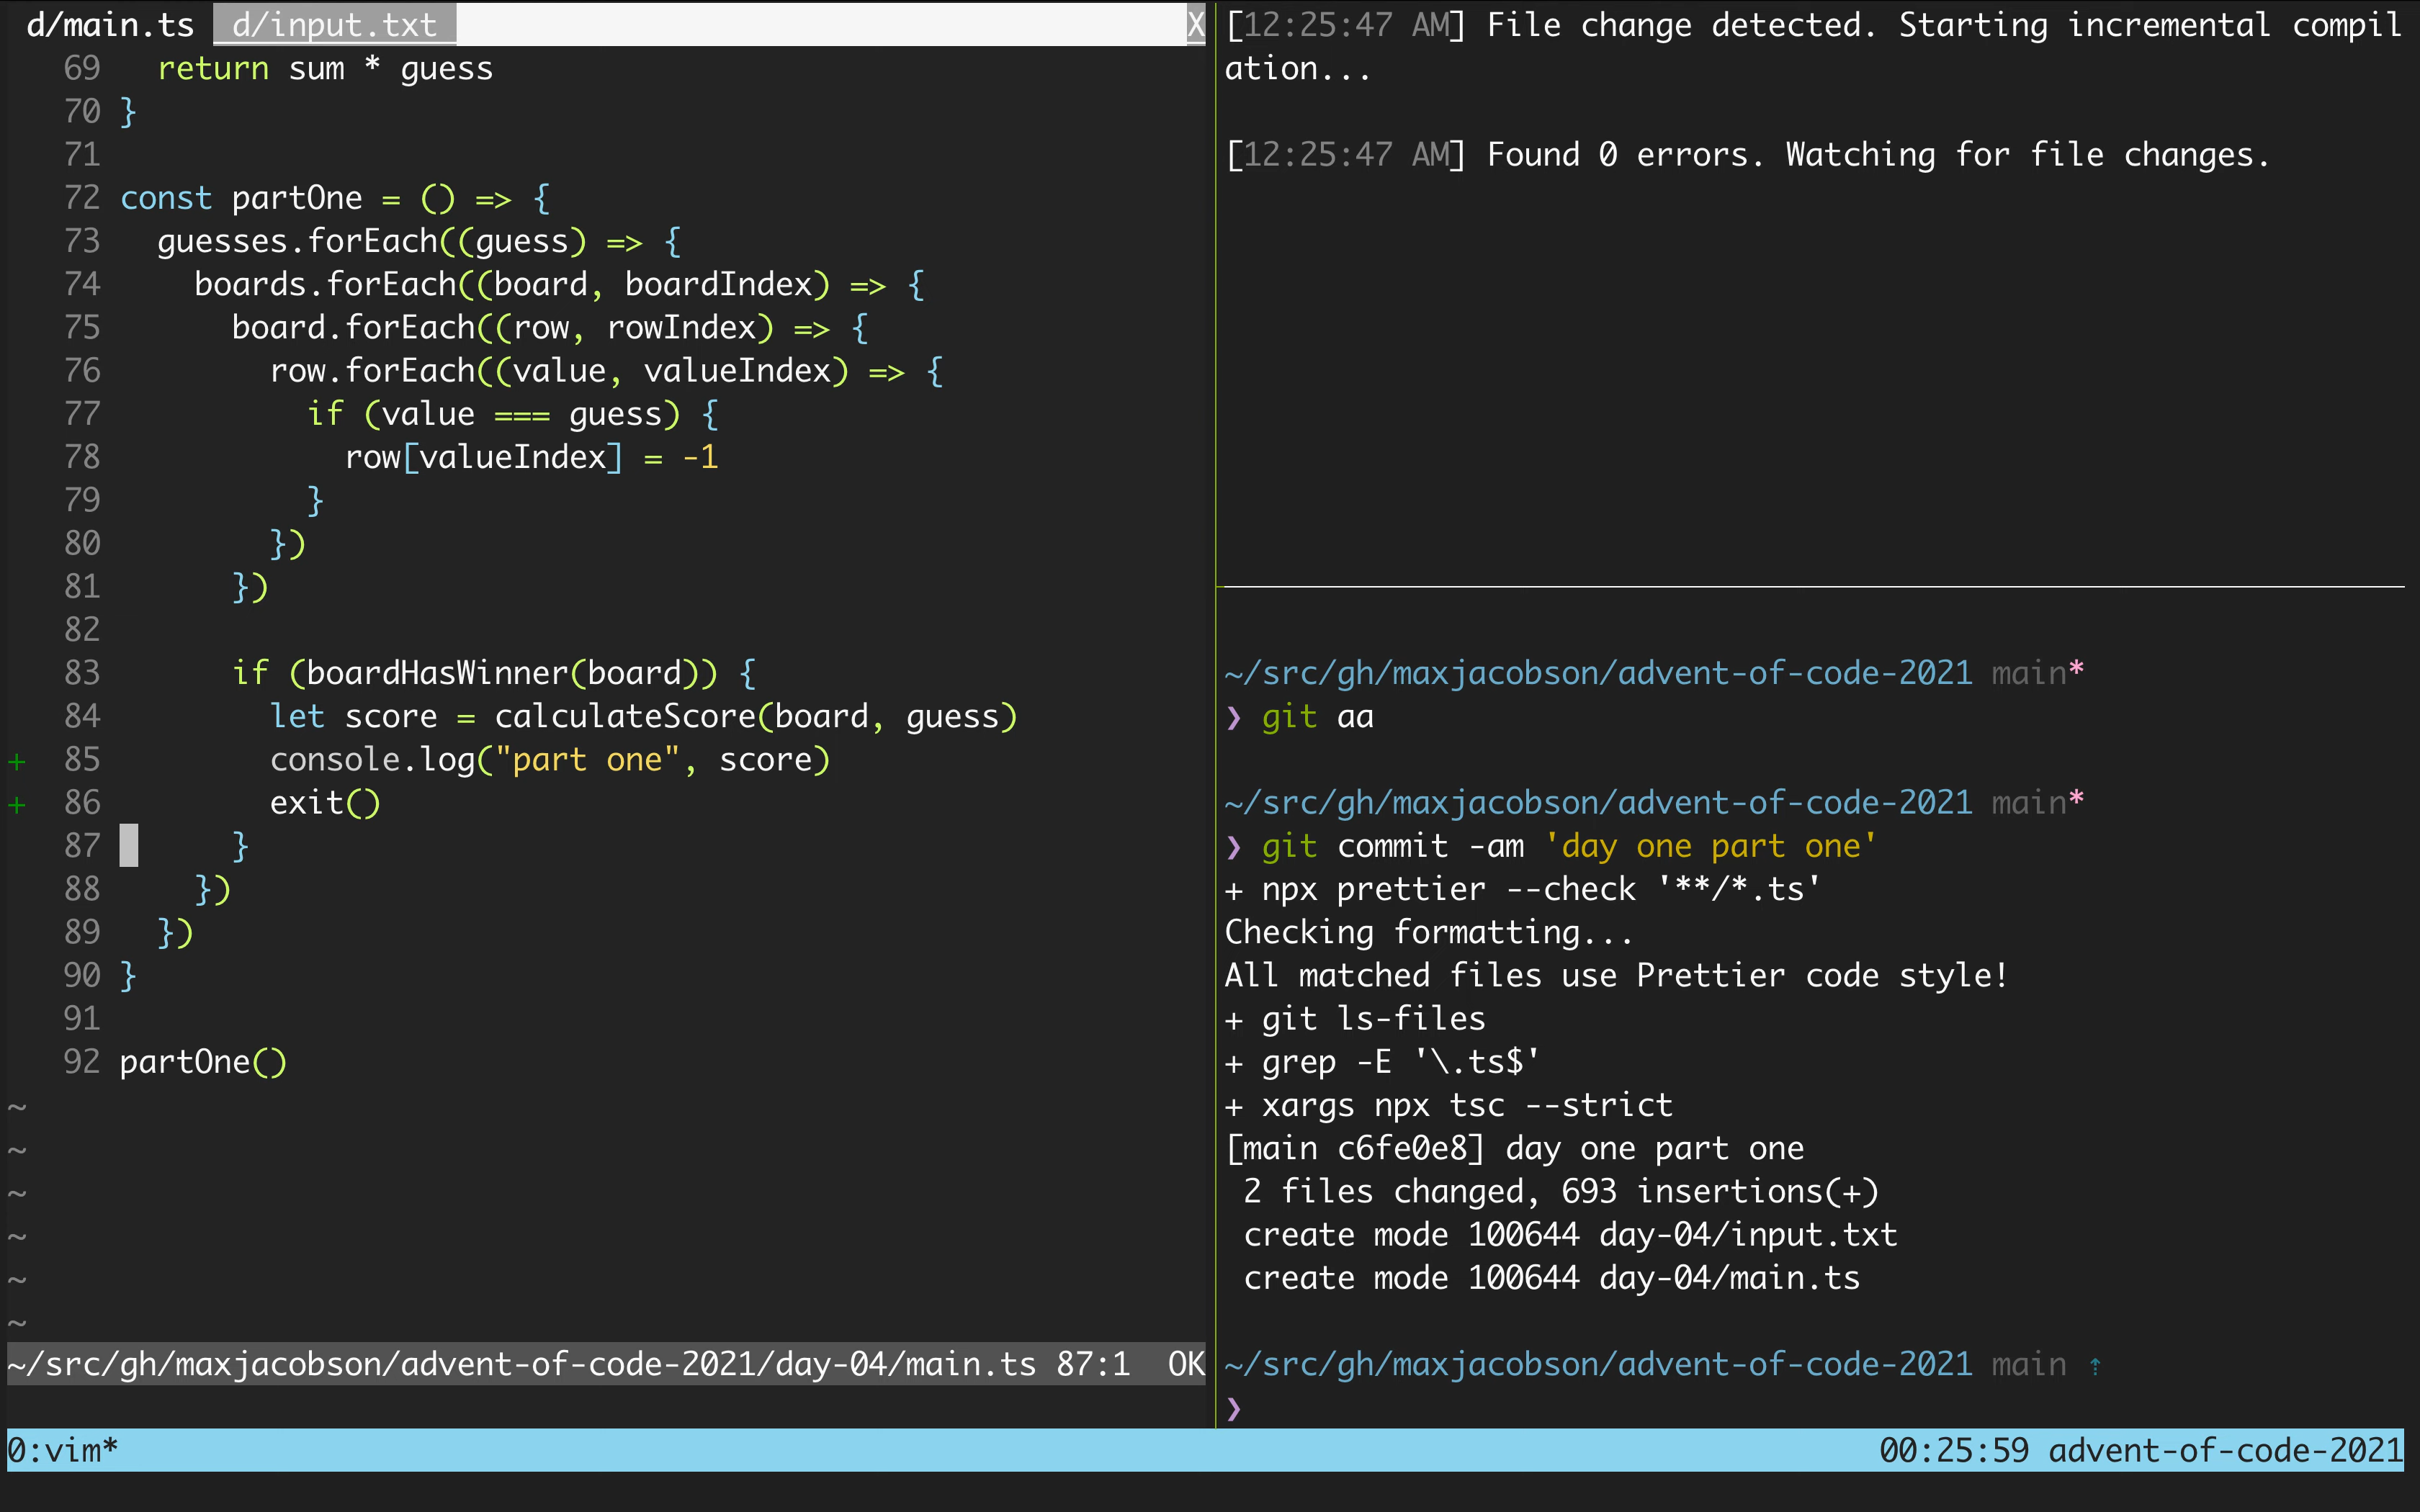 d/main.ts d/input.txt X
69 return sum * guess
70 }
71
72 const partOne = () => {
73 guesses.forEach((guess) => {
74 boards.forEach((board, boardIndex) => {
75 board.forEach((row, rowIndex) => {
76 row.forEach((value, valueIndex) => {
77 if (value === guess) {
78 row[valueIndex] = -1
79 }
80 })
81 })
82
83 if (boardHasWinner(board)) {
84 let score = calculateScore(board, guess)
+ 85 console.log("part one", score)
+ 86 exit()
87 }
88 })
89 })
90 }
91
92 partOne()
~
~
~
~
~
~
~/src/gh/maxjacobson/advent-of-code-2021/day-04/main.ts 87:1 OK
[12:25:47 AM] File change detected. Starting incremental compil
ation...
[12:25:47 AM] Found 0 errors. Watching for file changes.
~/src/gh/maxjacobson/advent-of-code-2021 main*
❯ git aa
~/src/gh/maxjacobson/advent-of-code-2021 main*
❯ git commit -am 'day one part one'
+ npx prettier --check '**/*.ts'
Checking formatting...
All matched files use Prettier code style!
+ git ls-files
+ grep -E '\.ts$'
+ xargs npx tsc --strict
[main c6fe0e8] day one part one
2 files changed, 693 insertions(+)
create mode 100644 day-04/input.txt
create mode 100644 day-04/main.ts
~/src/gh/maxjacobson/advent-of-code-2021 main ⇡
❯
0:vim* 00:25:59 advent-of-code-2021